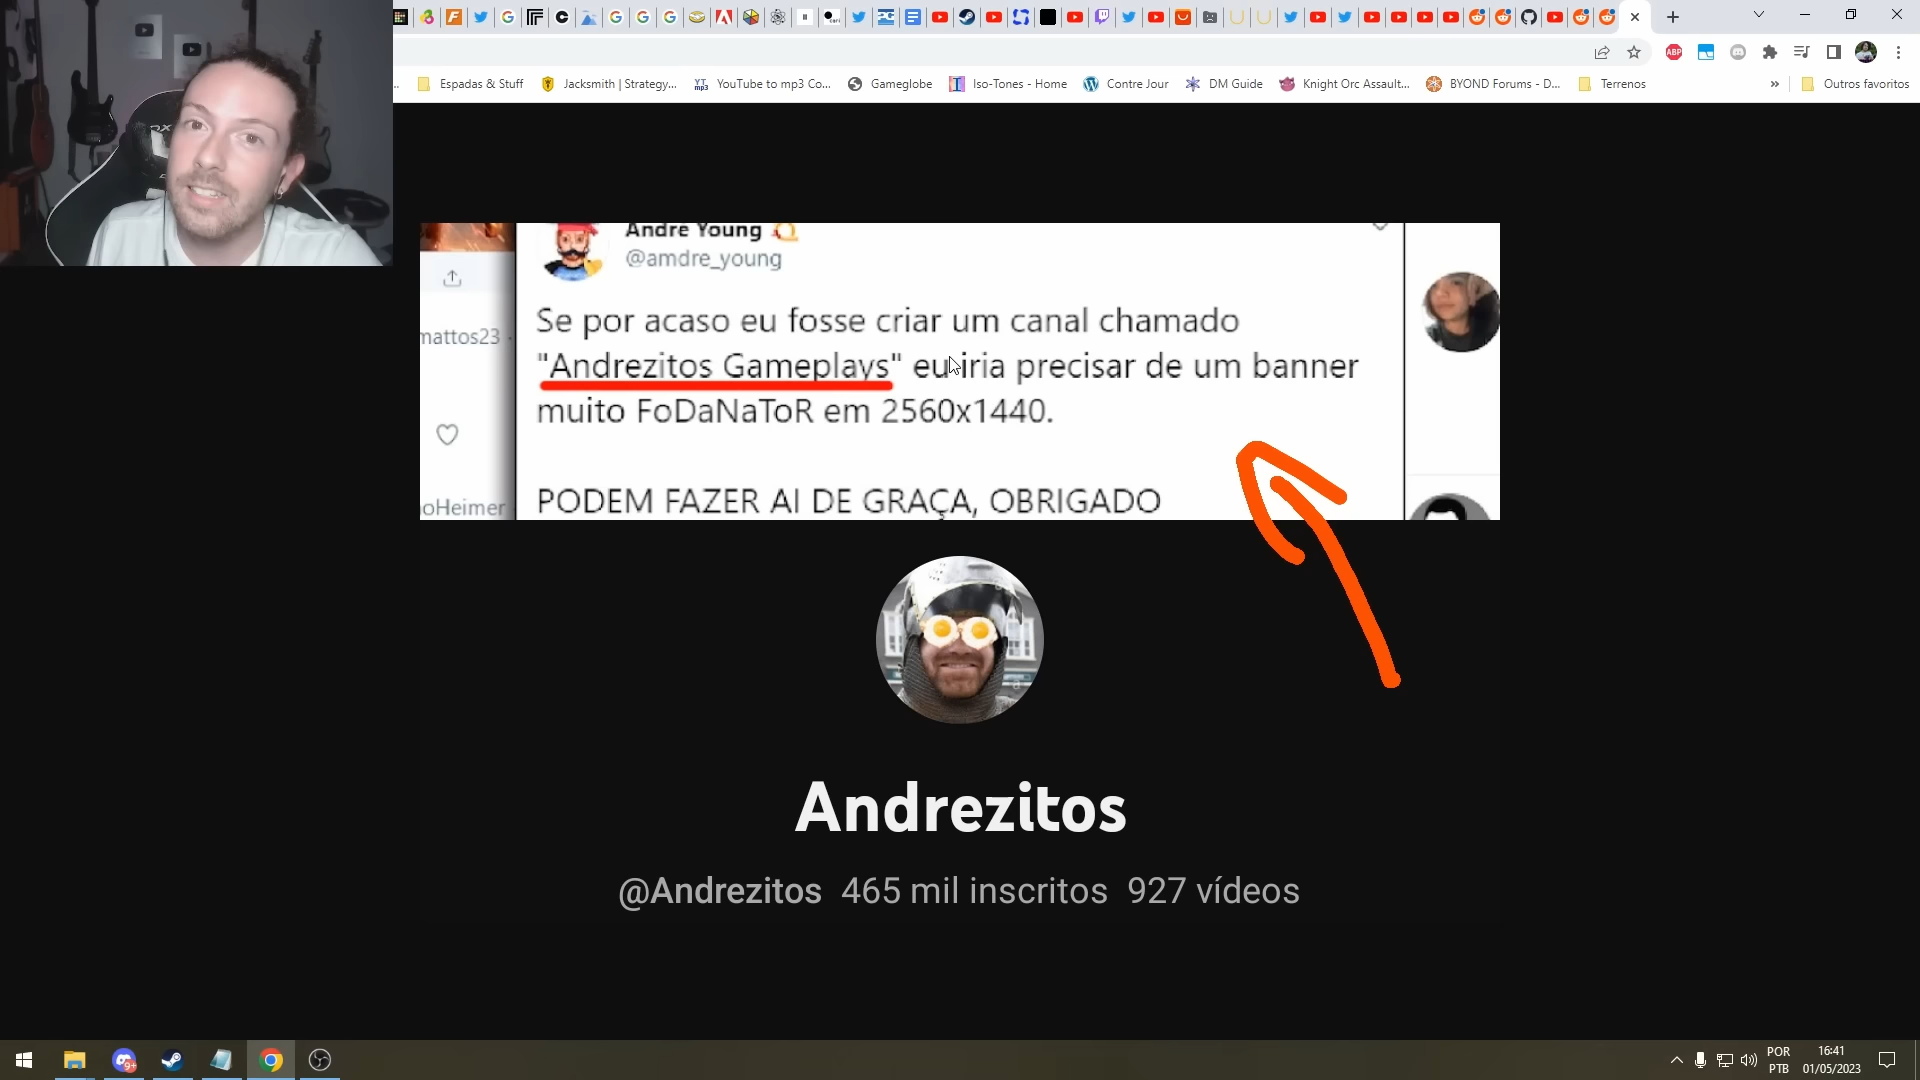 Espadas & Stuff
Jacksmith | Strategy...
YouTube to mp3 Co...
Gameglobe
Iso-Tones - Home
Contre Jour
DM Guide
Knight Orc Assault...
BYOND Forums - D...
Terrenos
»
Outros favoritos
Andre Young
@amdre_young
mattos23 ·
Se por acaso eu fosse criar um canal chamado
"Andrezitos Gameplays" eu iria precisar de um banner
muito FoDaNaToR em 2560x1440.
oHeimer
PODEM FAZER AI DE GRAÇA, OBRIGADO
Andrezitos
@Andrezitos 465 mil inscritos 927 vídeos
9+
POR
PTB
16:41
01/05/2023